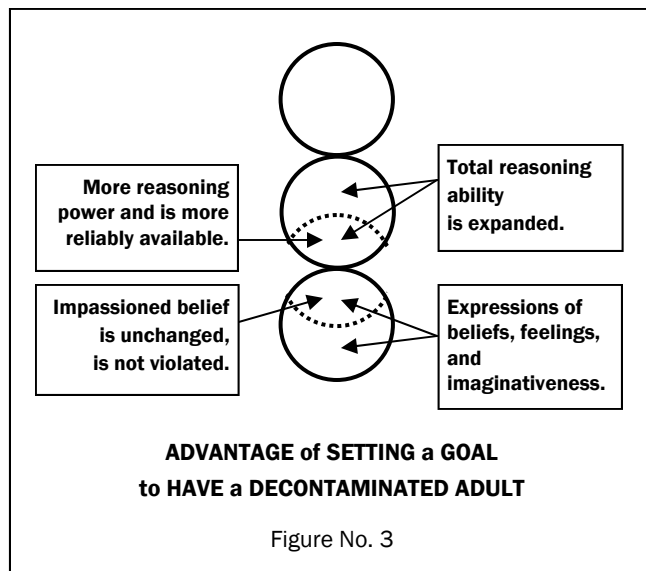 More reasoning
power and is more
reliably available.
Total reasoning
ability
is expanded.
Impassioned belief
is unchanged,
is not violated.
Expressions of
beliefs, feelings,
and
imaginativeness.
ADVANTAGE of SETTING a GOAL
to HAVE a DECONTAMINATED ADULT
Figure No. 3